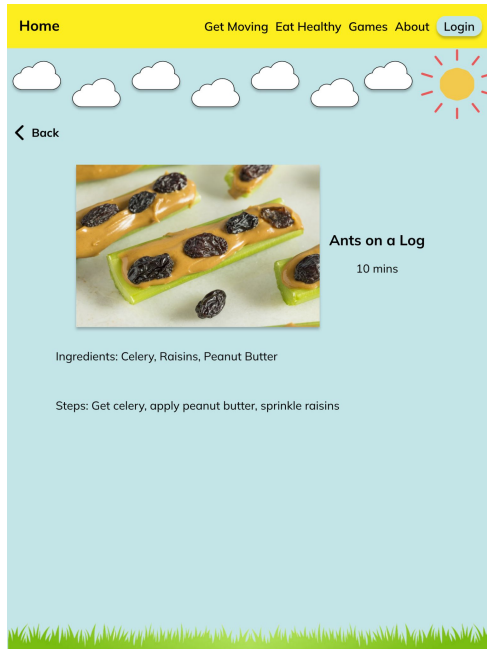 Home Get Moving Eat Healthy Games About Login
Back
Ants on a Log
10 mins
Ingredients: Celery, Raisins, Peanut Butter
Steps: Get celery, apply peanut butter, sprinkle raisins